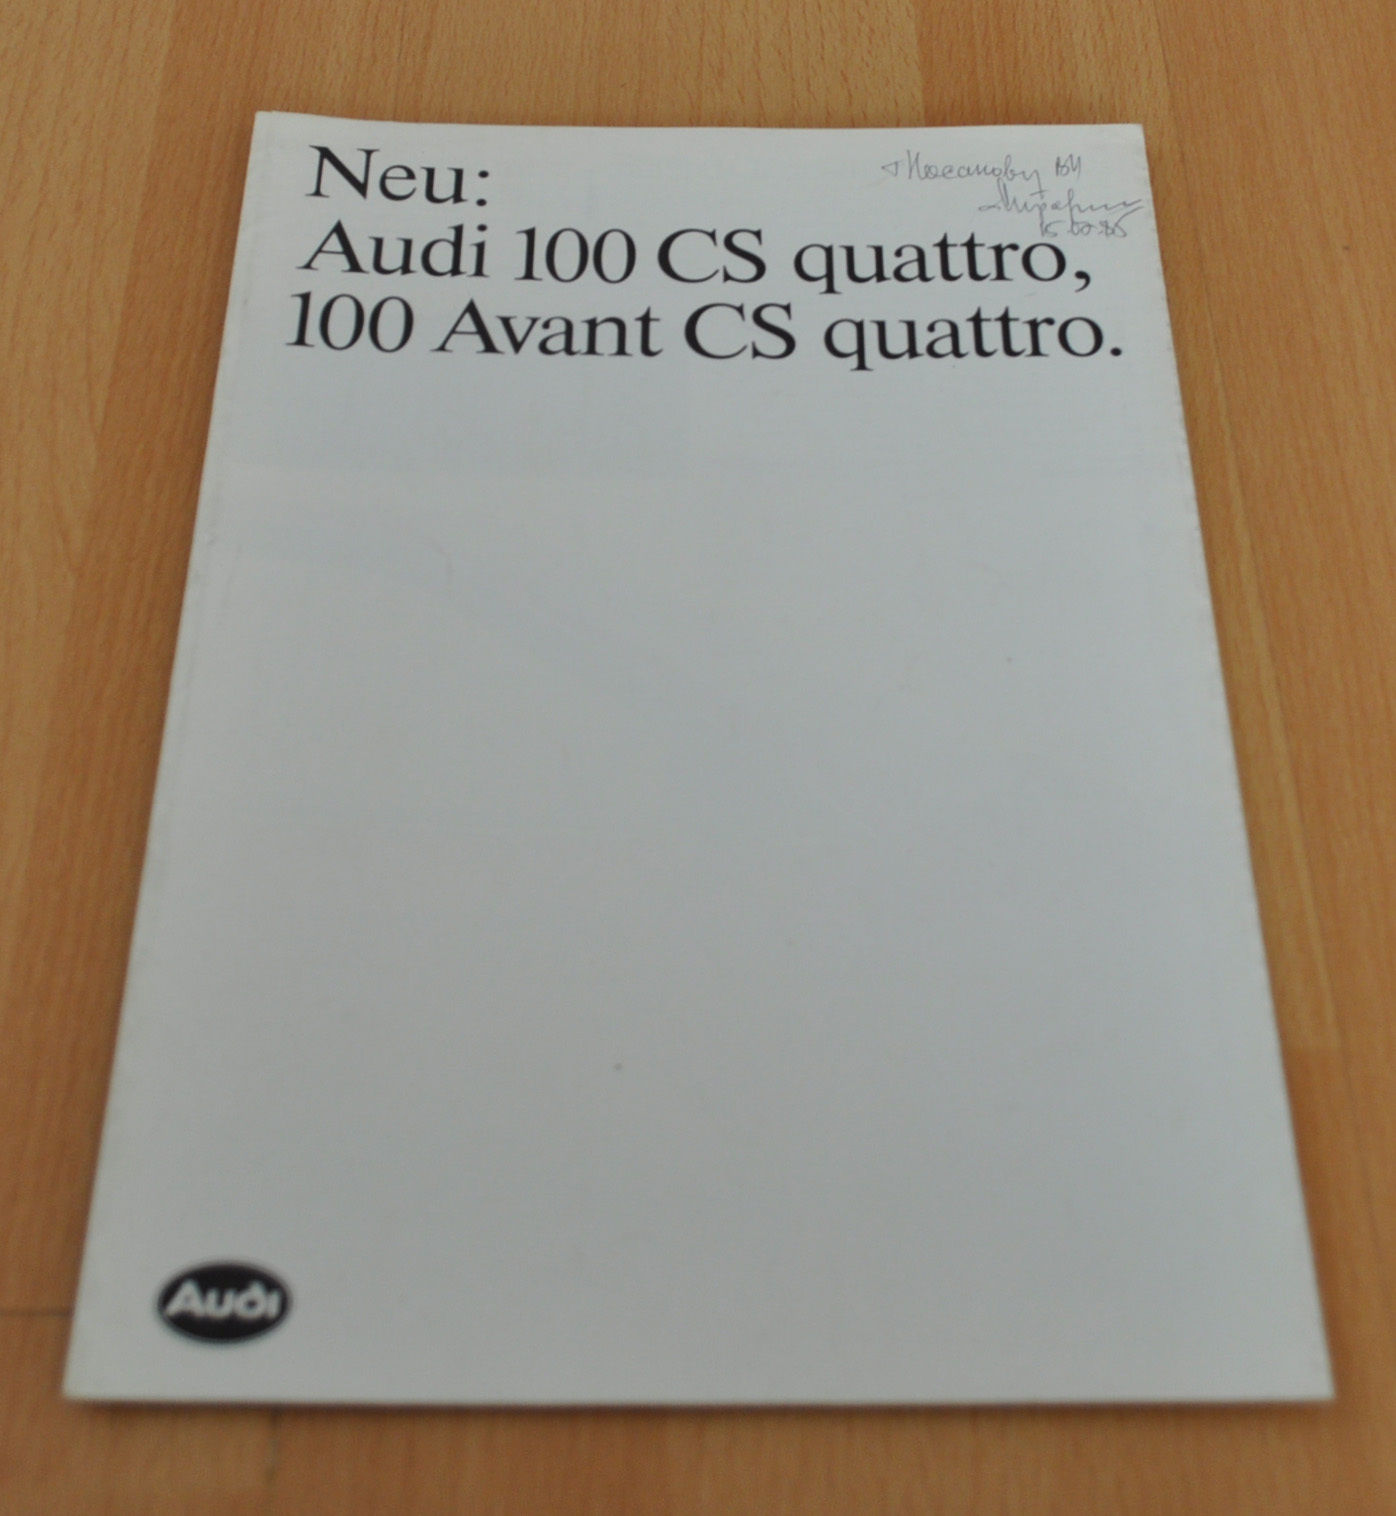 Neu:
Audi 100 CS quattro,
100 Avant CS quattro.
Audi